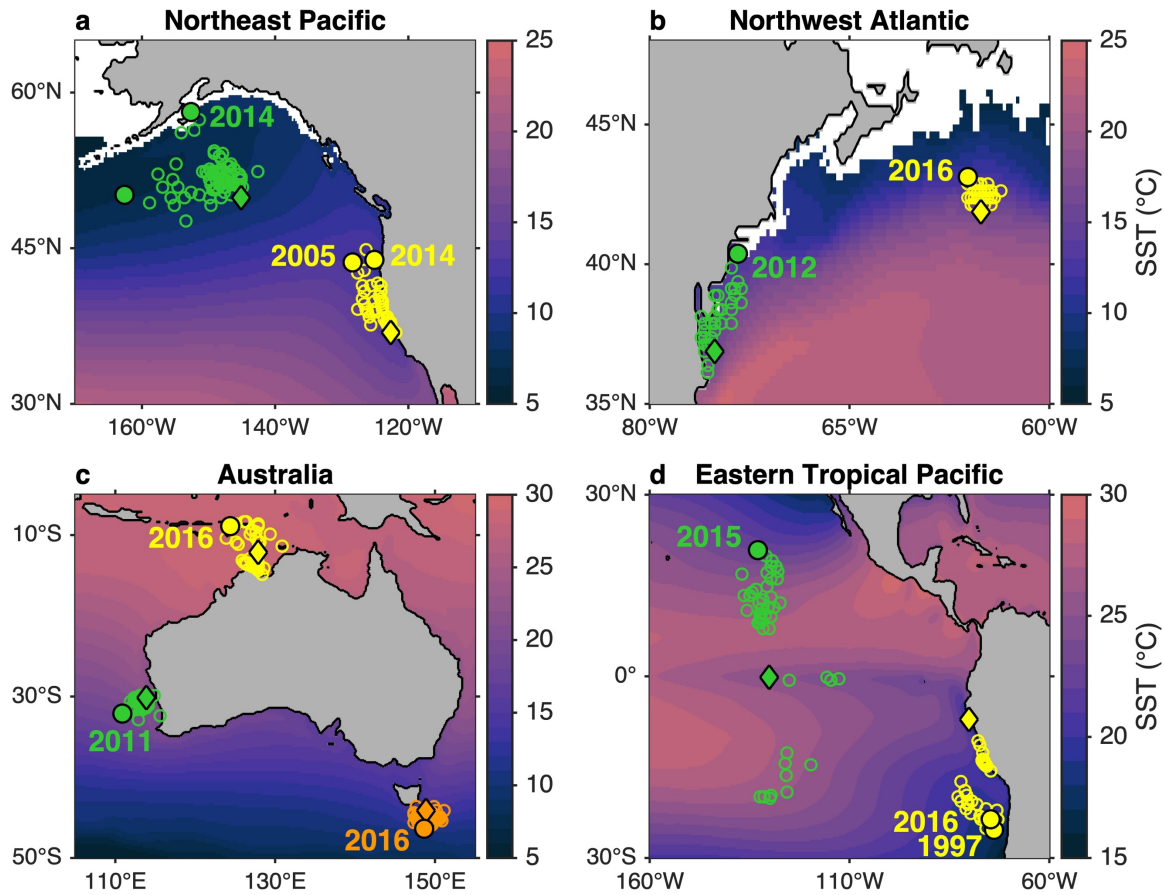 a Northeast Pacific
60°N
45°N
30°N
160°W 140°W 120°W
2014
2005 2014
25
20
15
10
5
b Northwest Atlantic
45°N
40°N
35°N
80°W 65°W 60°W
2016
2012
25
20
15
10
5
SST (°C)
c Australia
10°S
30°S
50°S
110°E 130°E 150°E
2016
2011
2016
30
25
20
15
10
5
d Eastern Tropical Pacific
30°N
0°
30°S
160°W 110°W 60°W
2015
2016
1997
30
25
20
15
SST (°C)